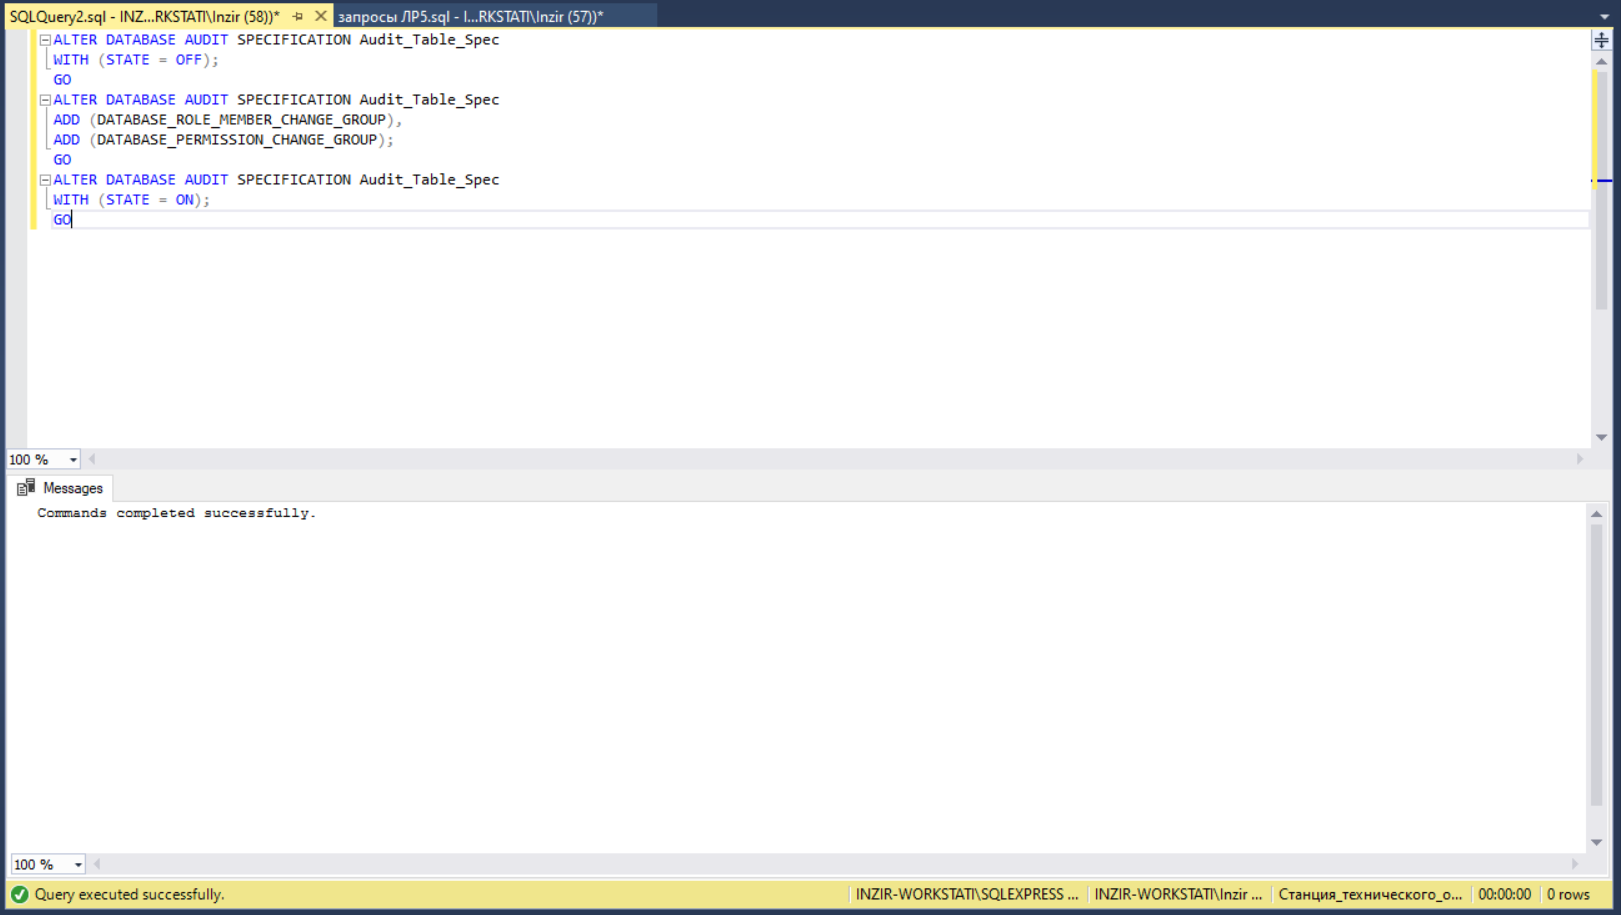 SQLQuery2.sql - INZ...RKSTATI\Inzir (58))*
запросы ЛР5.sql - I...RKSTATI\Inzir (57))*
ALTER DATABASE AUDIT SPECIFICATION Audit_Table_Spec
WITH (STATE = OFF);
GO
ALTER DATABASE AUDIT SPECIFICATION Audit_Table_Spec
ADD (DATABASE_ROLE_MEMBER_CHANGE_GROUP),
ADD (DATABASE_PERMISSION_CHANGE_GROUP);
GO
ALTER DATABASE AUDIT SPECIFICATION Audit_Table_Spec
WITH (STATE = ON);
GO
100 %
Messages
Commands completed successfully.
100 %
Query executed successfully.
INZIR-WORKSTATI\SQLEXPRESS ...
INZIR-WORKSTATI\Inzir ...
Станция_технического_о...
00:00:00
0 rows